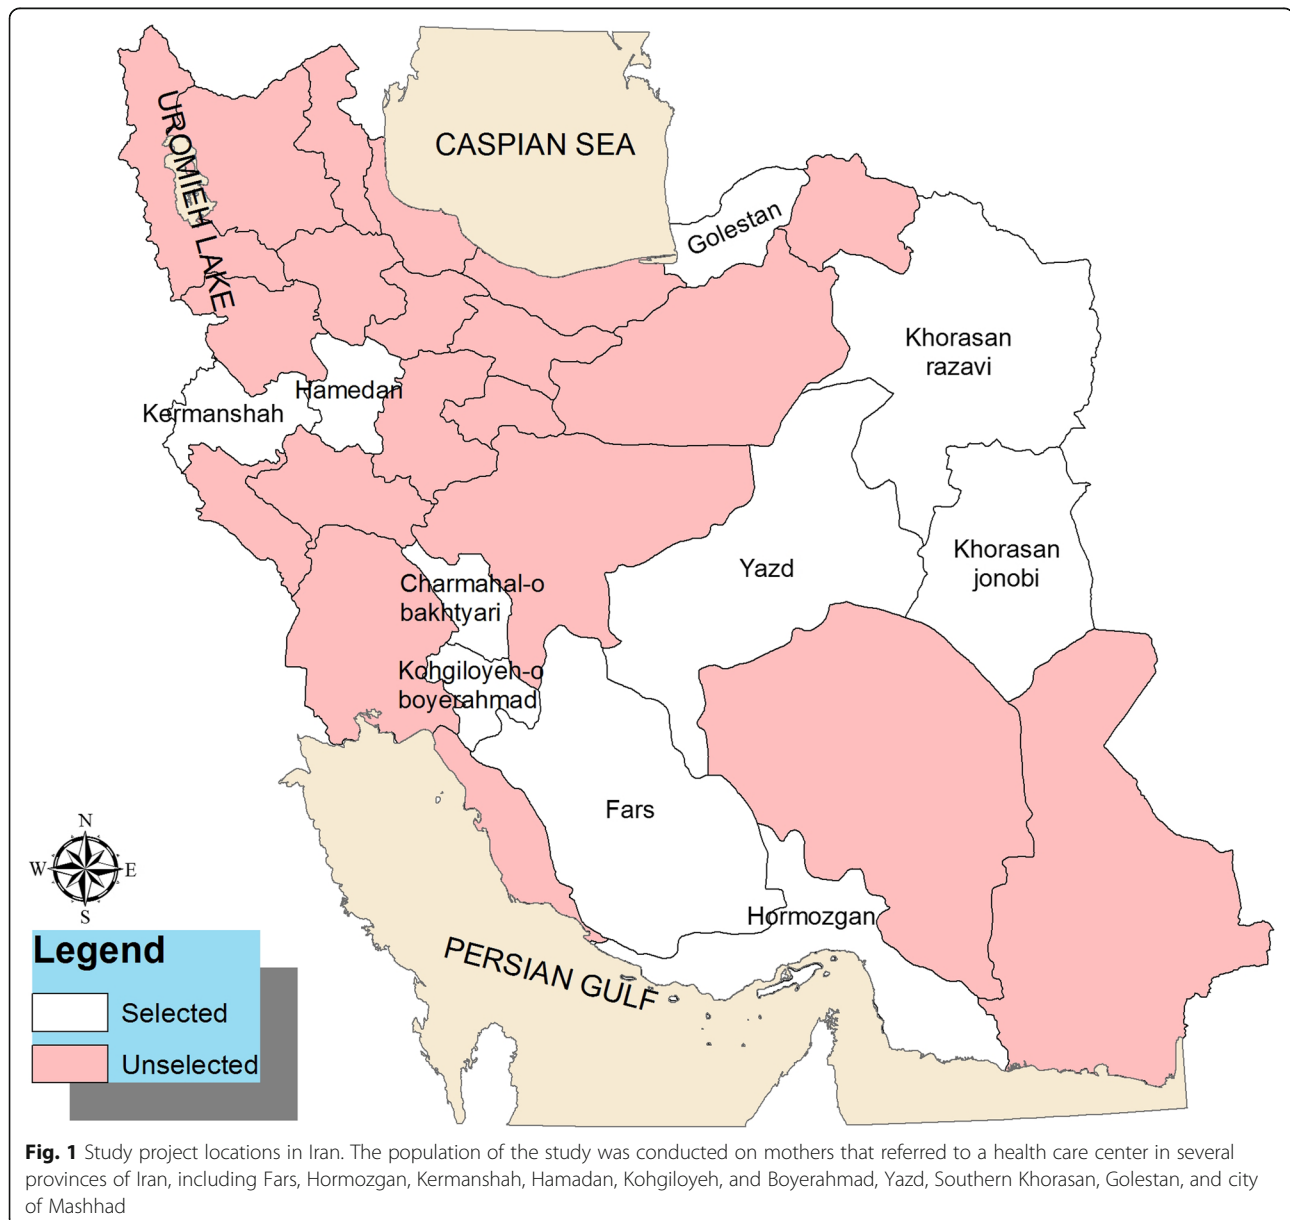 CASPIAN SEA
UROMIEH LAKE
Golestan
Khorasan
razavi
Hamedan
Kermanshah
Khorasan
jonobi
Yazd
Charmahal-o
bakhtyari
Kohgiloyeh-o
boyerahmad
Fars
Hormozgan
PERSIAN GULF
N
W E
S
Legend
Selected
Unselected
Fig. 1 Study project locations in Iran. The population of the study was conducted on mothers that referred to a health care center in several
provinces of Iran, including Fars, Hormozgan, Kermanshah, Hamadan, Kohgiloyeh, and Boyerahmad, Yazd, Southern Khorasan, Golestan, and city
of Mashhad